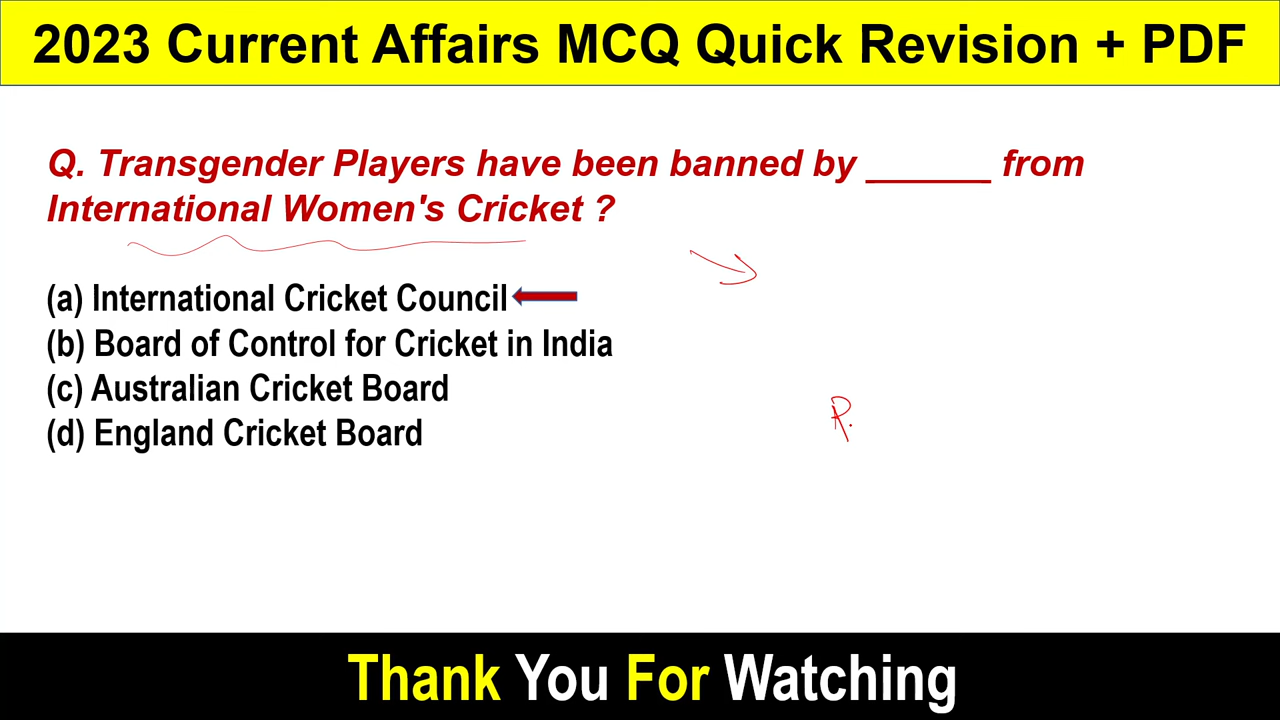 2023 Current Affairs MCQ Quick Revision + PDF
Q. Transgender Players have been banned by ______ from
International Women's Cricket ?
(a) International Cricket Council
(b) Board of Control for Cricket in India
(c) Australian Cricket Board
(d) England Cricket Board
R.
Thank You For Watching